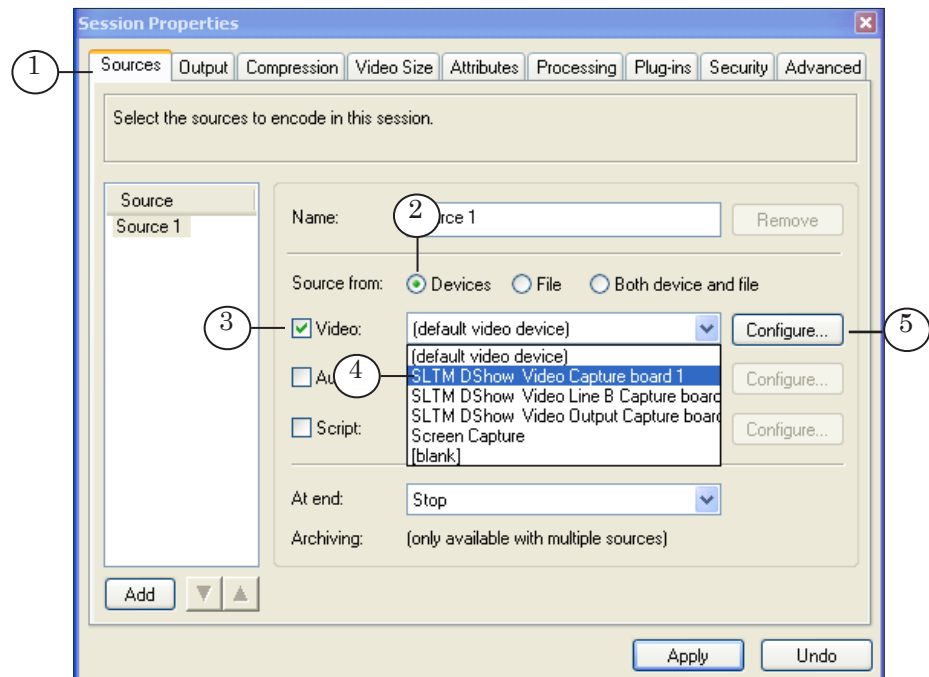 Session Properties
1
Sources Output Compression Video Size Attributes Processing Plug-ins Security Advanced
Select the sources to encode in this session.
Source
Source 1
Name: 2 rce 1 Remove
Source from: Devices File Both device and file
3 Video: (default video device) Configure... 5
(default video device)
Au 4 SLTM DShow Video Capture board 1 Configure...
SLTM DShow Video Line B Capture board
SLTM DShow Video Output Capture board
Script: Screen Capture Configure...
[blank]
At end: Stop
Archiving: (only available with multiple sources)
Add
Apply Undo